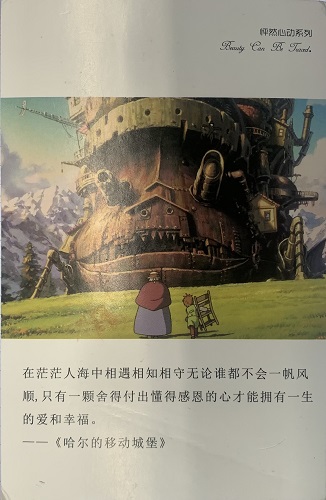 怦然心动系列
Beauty Can Be Tuned.
在茫茫人海中相遇相知相守无论谁都不会一帆风
顺,只有一颗舍得付出懂得感恩的心才能拥有一生
的爱和幸福。
——《哈尔的移动城堡》